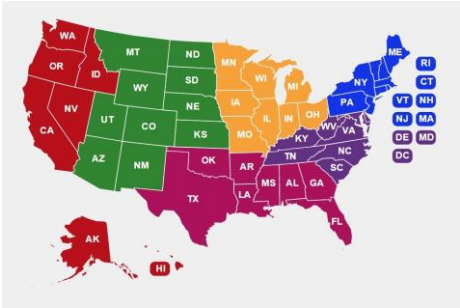 WA
MT
ND
ME
OR
ID
MN
RI
SD
WI
NY
CT
WY
MI
VT
NH
NV
NE
IA
PA
CA
UT
CO
IL
IN
OH
NJ
MA
KS
MO
WV
VA
DE
MD
KY
NC
DC
AZ
NM
OK
TN
AR
SC
TX
MS
AL
GA
LA
FL
AK
HI